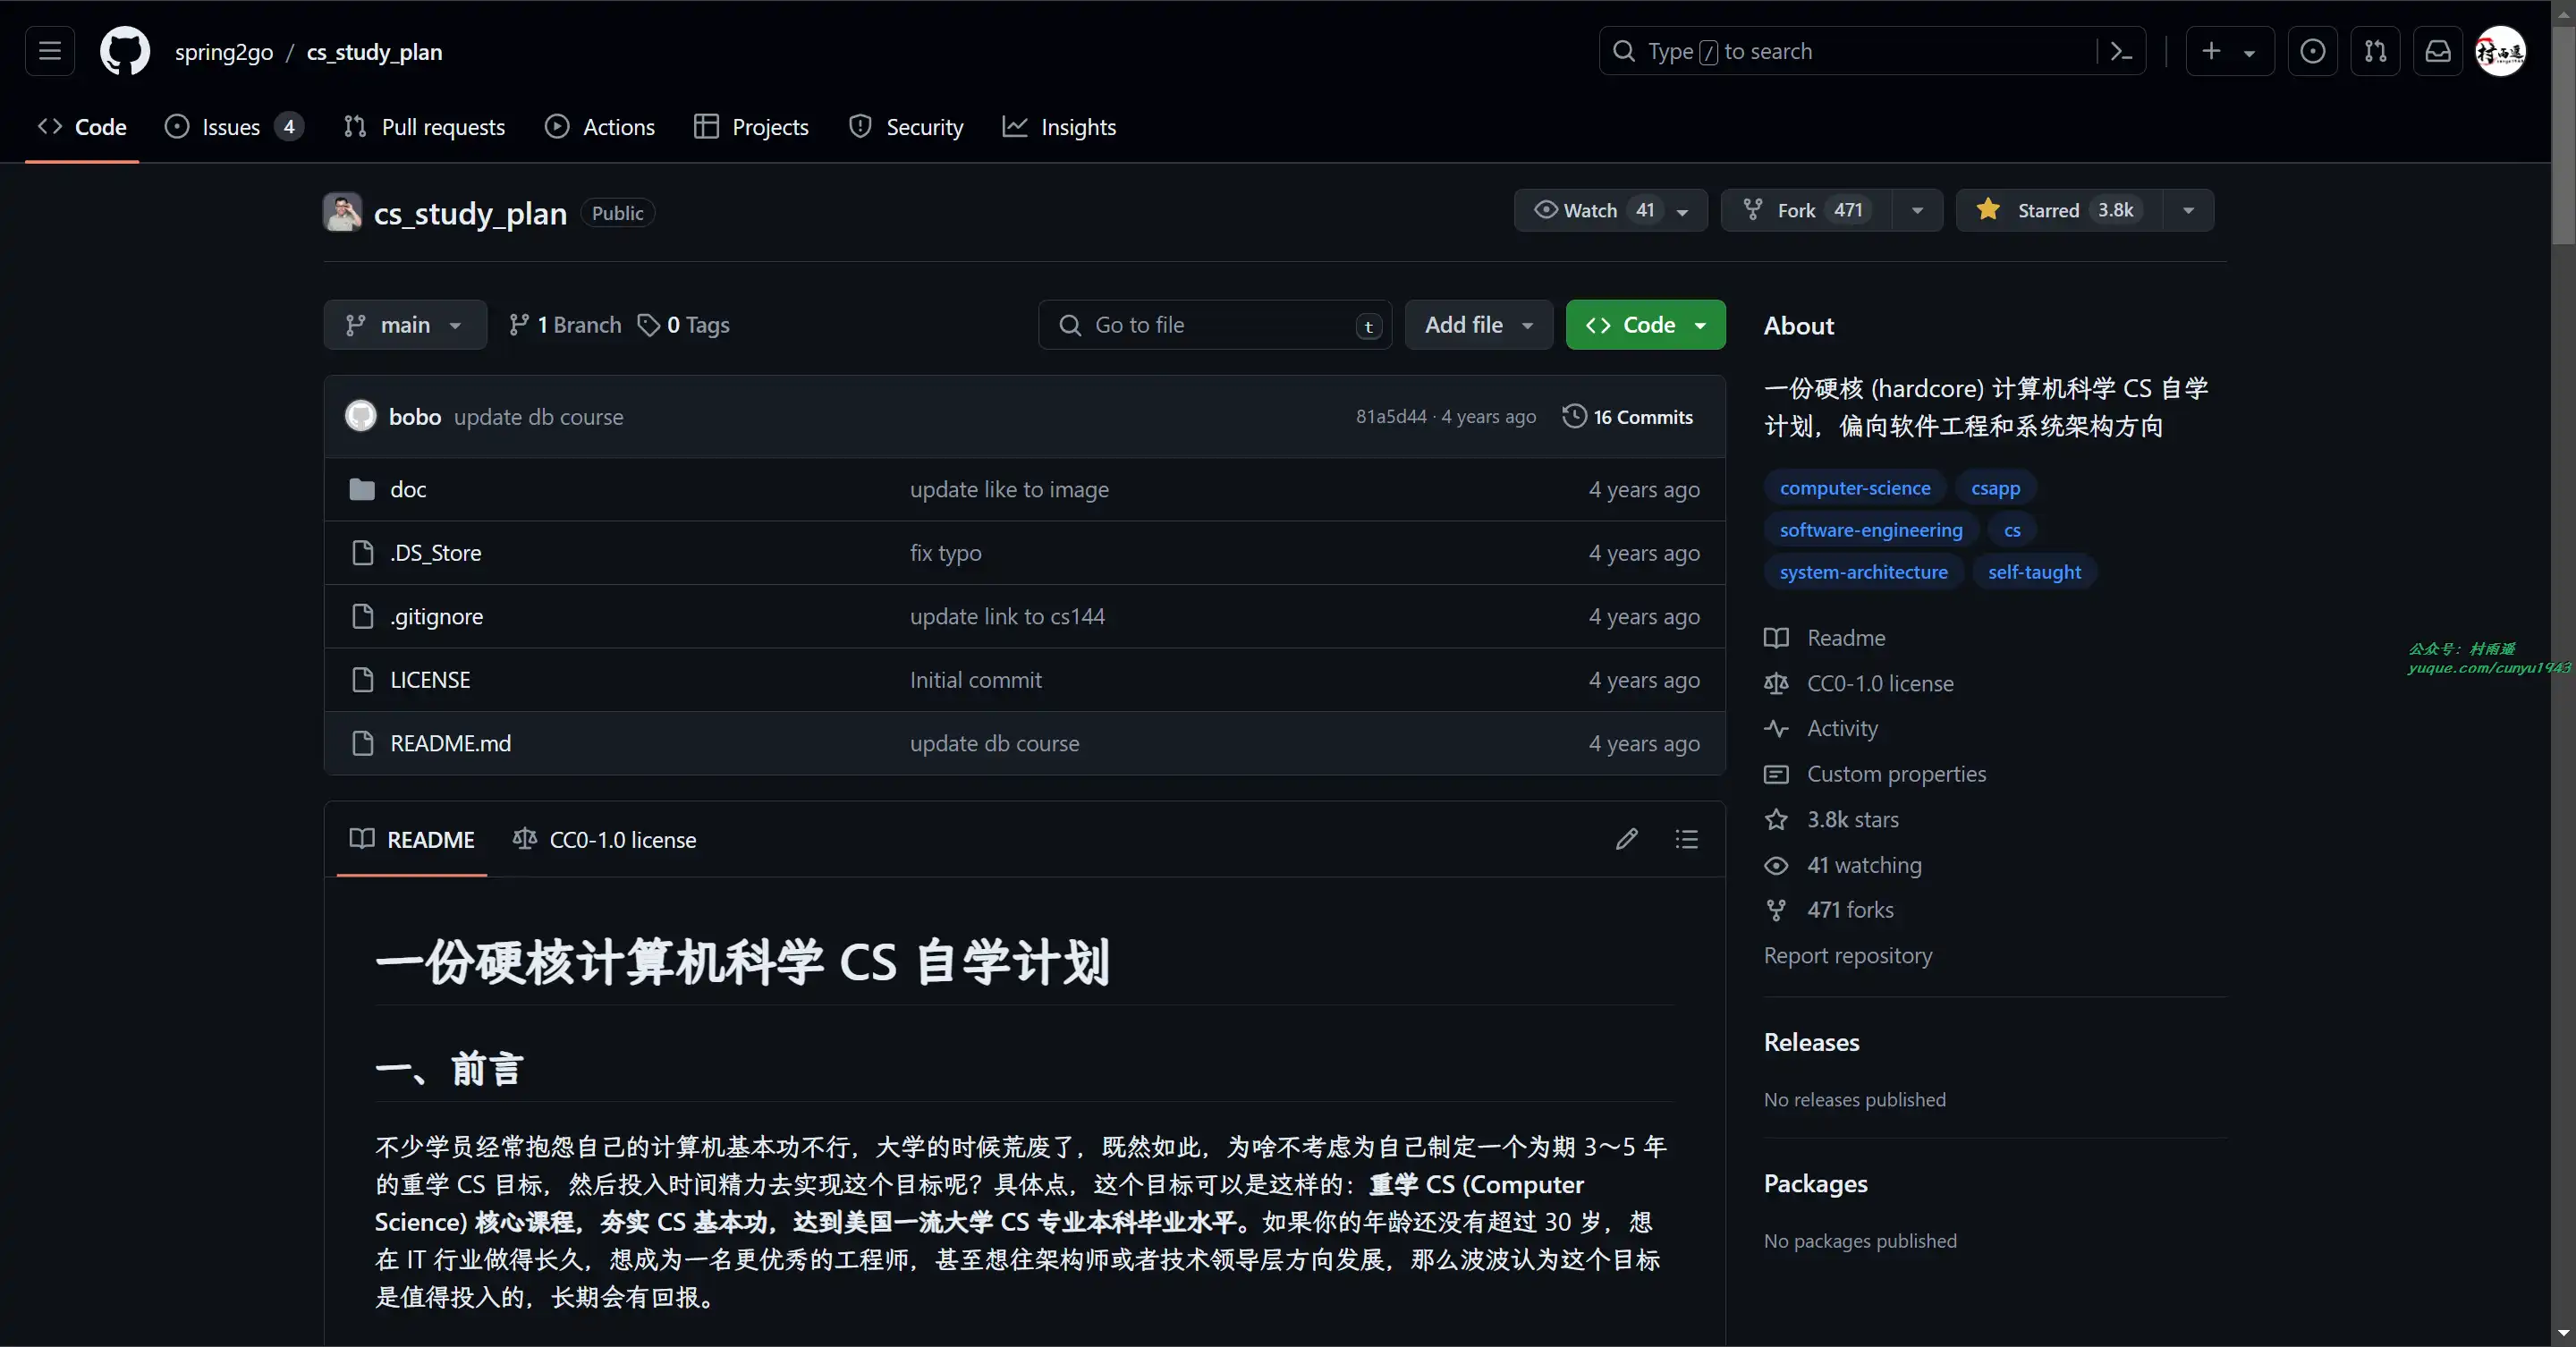 spring2go / cs_study_plan
Type / to search
Code
Issues 4
Pull requests
Actions
Projects
Security
Insights
cs_study_plan Public
Watch 41
Fork 471
Starred 3.8k
main
1 Branch
0 Tags
Go to file t
Add file
Code
bobo update db course 81a5d44 · 4 years ago 16 Commits
doc update like to image 4 years ago
.DS_Store fix typo 4 years ago
.gitignore update link to cs144 4 years ago
LICENSE Initial commit 4 years ago
README.md update db course 4 years ago
README
CC0-1.0 license
一份硬核计算机科学 CS 自学计划
一、前言
不少学员经常抱怨自己的计算机基本功不行，大学的时候荒废了，既然如此，为啥不考虑为自己制定一个为期 3～5 年
的重学 CS 目标，然后投入时间精力去实现这个目标呢？具体点，这个目标可以是这样的：重学 CS (Computer
Science) 核心课程，夯实 CS 基本功，达到美国一流大学 CS 专业本科毕业水平。如果你的年龄还没有超过 30 岁，想
在 IT 行业做得长久，想成为一名更优秀的工程师，甚至想往架构师或者技术领导层方向发展，那么波波认为这个目标
是值得投入的，长期会有回报。
About
一份硬核 (hardcore) 计算机科学 CS 自学
计划，偏向软件工程和系统架构方向
computer-science csapp
software-engineering cs
system-architecture self-taught
Readme
CC0-1.0 license
Activity
Custom properties
3.8k stars
41 watching
471 forks
Report repository
Releases
No releases published
Packages
No packages published
公众号：村雨遥
yuque.com/cunyu1943